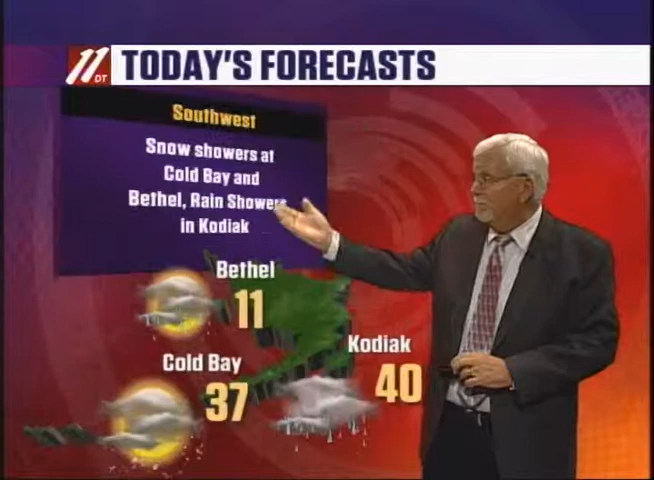 11 DT
TODAY'S FORECASTS
Southwest
Snow showers at
Cold Bay and
Bethel, Rain Showers
in Kodiak
Bethel
11
Kodiak
40
Cold Bay
37